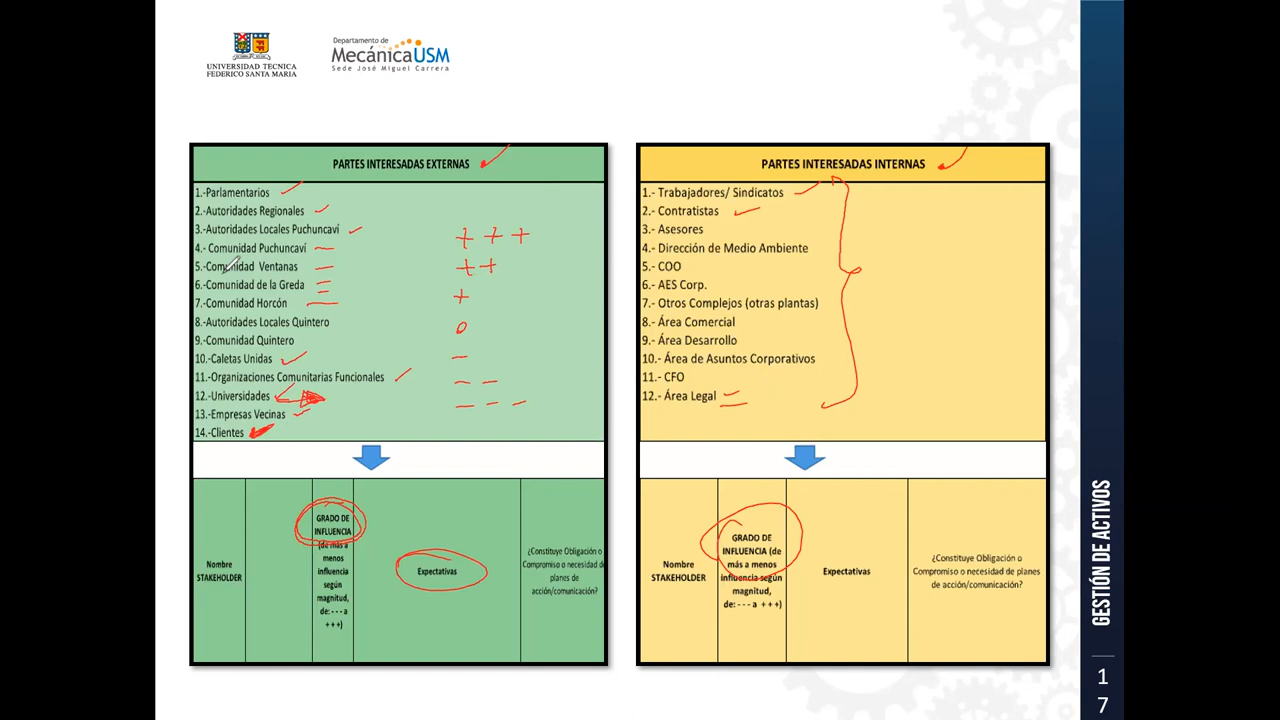 UNIVERSIDAD TECNICA
FEDERICO SANTA MARIA
Departamento de
MecánicaUSM
Sede José Miguel Carrera
PARTES INTERESADAS EXTERNAS
1.-Parlamentarios
2.-Autoridades Regionales
3.-Autoridades Locales Puchuncaví
4.- Comunidad Puchuncaví
5.-Comunidad Ventanas
6.-Comunidad de la Greda
7.-Comunidad Horcón
8.-Autoridades Locales Quintero
9.-Comunidad Quintero
10.-Caletas Unidas
11.-Organizaciones Comunitarias Funcionales
12.-Universidades
13.-Empresas Vecinas
14.-Clientes
+ + +
+ +
+
o
-
- -
- - -
Nombre
STAKEHOLDER
GRADO DE
INFLUENCIA
(de más a
menos
influencia
según
magnitud,
de: - - - a
+ + +)
Expectativas
¿Constituye Obligación o
Compromiso o necesidad de
planes de
acción/comunicación?
PARTES INTERESADAS INTERNAS
1.- Trabajadores/ Sindicatos
2.- Contratistas
3.- Asesores
4.- Dirección de Medio Ambiente
5.- COO
6.- AES Corp.
7.- Otros Complejos (otras plantas)
8.- Área Comercial
9.- Área Desarrollo
10.- Área de Asuntos Corporativos
11.- CFO
12.- Área Legal
Nombre
STAKEHOLDER
GRADO DE
INFLUENCIA (de
más a menos
influencia según
magnitud,
de: - - - a + + +)
Expectativas
¿Constituye Obligación o
Compromiso o necesidad de planes
de acción/comunicación?
GESTIÓN DE ACTIVOS
1
7